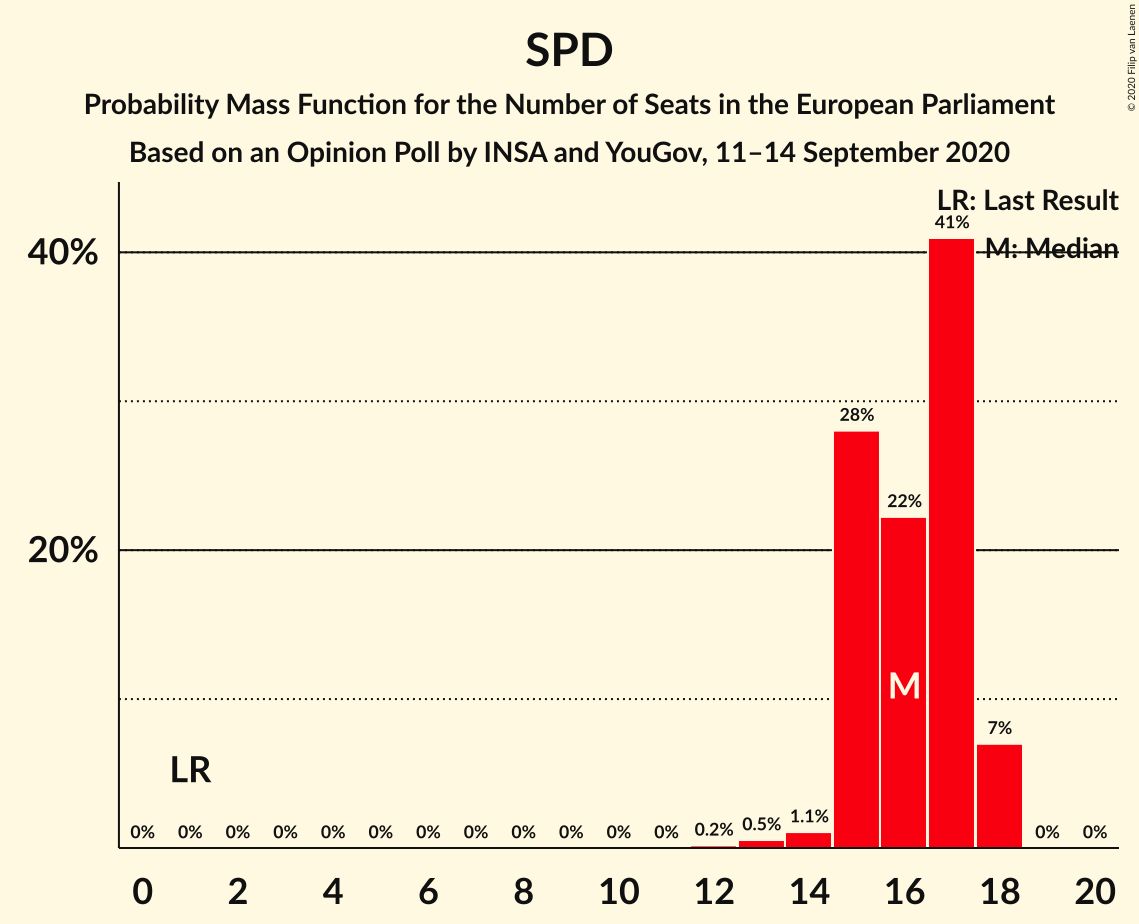 SPD
Probability Mass Function for the Number of Seats in the European Parliament
Based on an Opinion Poll by INSA and YouGov, 11–14 September 2020
© 2020 Filip van Laenen
LR: Last Result
M: Median
41%
40%
28%
22%
20%
M
7%
LR
0% 0% 0% 0% 0% 0% 0% 0% 0% 0% 0% 0% 0.2% 0.5% 1.1% 0% 0%
0 2 4 6 8 10 12 14 16 18 20